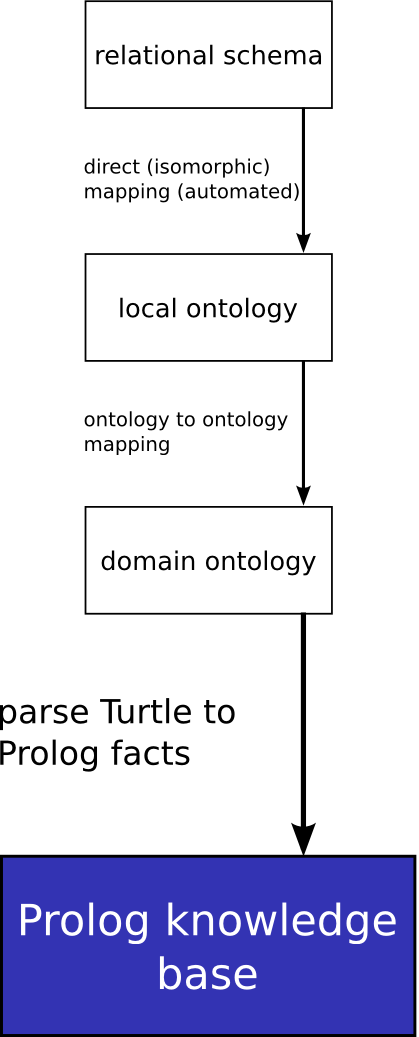 relational schema
direct (isomorphic)
mapping (automated)
local ontology
ontology to ontology
mapping
domain ontology
parse Turtle to
Prolog facts
Prolog knowledge
base